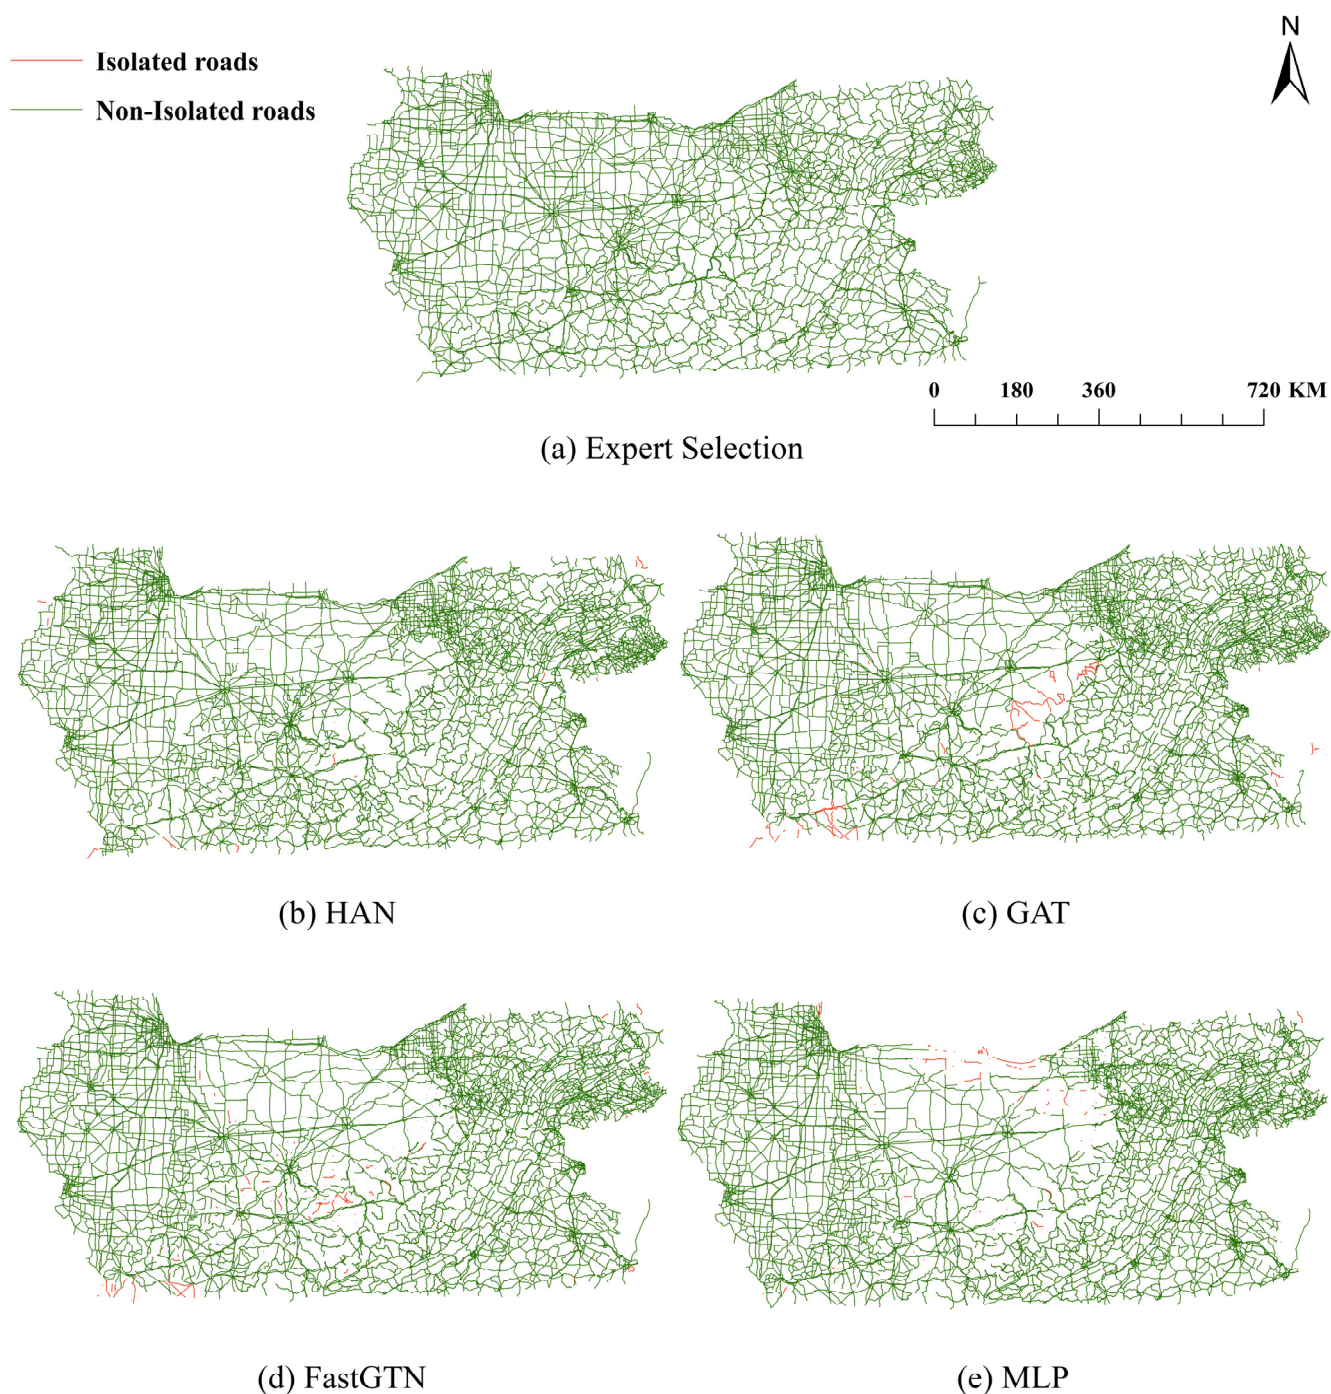 N
Isolated roads
Non-Isolated roads
0 180 360 720 KM
(a) Expert Selection
(b) HAN
(c) GAT
(d) FastGTN
(e) MLP